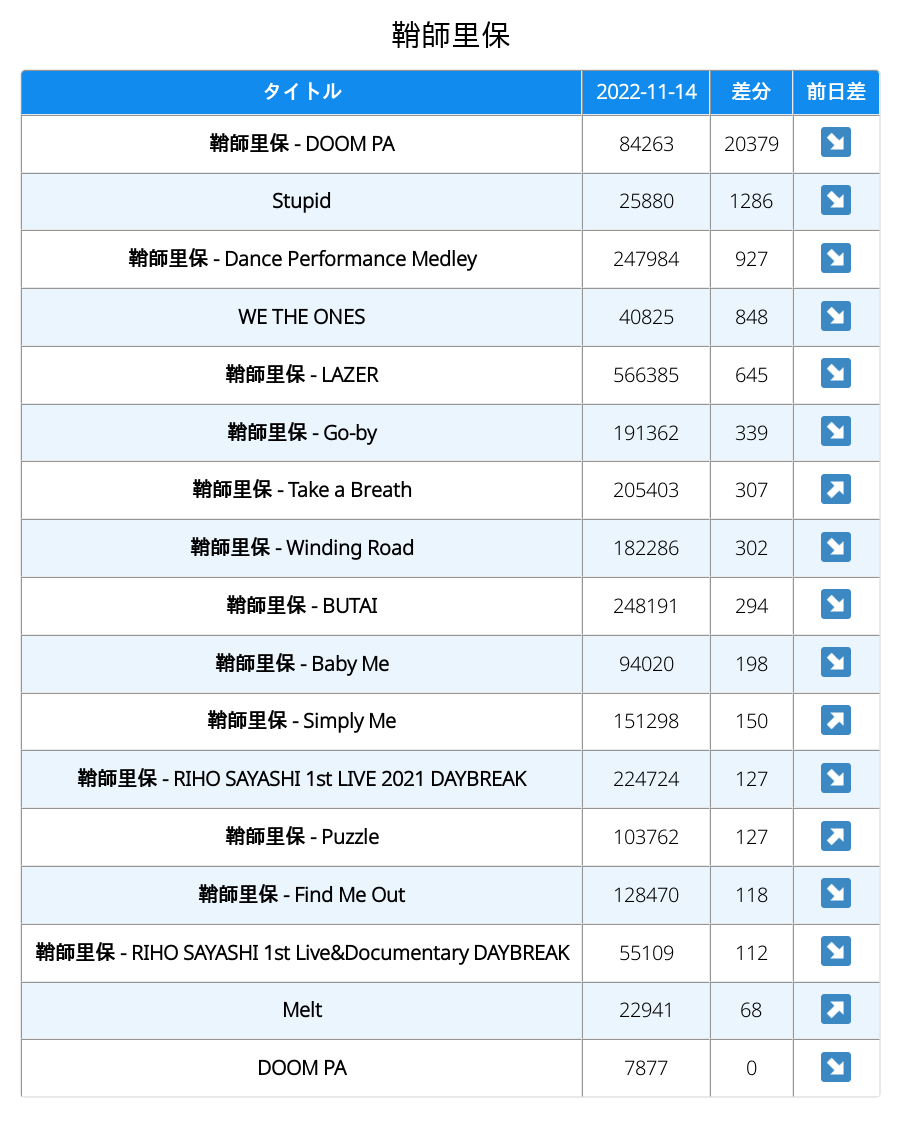 鞘師里保
タイトル 2022-11-14 差分 前日差
鞘師里保 - DOOM PA 84263 20379 ↘
Stupid 25880 1286 ↘
鞘師里保 - Dance Performance Medley 247984 927 ↘
WE THE ONES 40825 848 ↘
鞘師里保 - LAZER 566385 645 ↘
鞘師里保 - Go-by 191362 339 ↘
鞘師里保 - Take a Breath 205403 307 ↗
鞘師里保 - Winding Road 182286 302 ↘
鞘師里保 - BUTAI 248191 294 ↘
鞘師里保 - Baby Me 94020 198 ↘
鞘師里保 - Simply Me 151298 150 ↗
鞘師里保 - RIHO SAYASHI 1st LIVE 2021 DAYBREAK 224724 127 ↘
鞘師里保 - Puzzle 103762 127 ↗
鞘師里保 - Find Me Out 128470 118 ↘
鞘師里保 - RIHO SAYASHI 1st Live&Documentary DAYBREAK 55109 112 ↘
Melt 22941 68 ↗
DOOM PA 7877 0 ↘